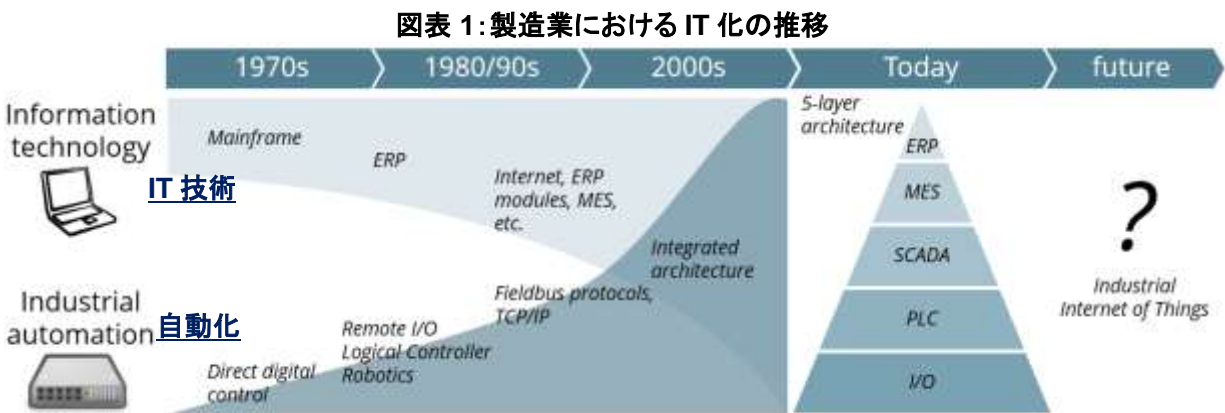 図表 1：製造業における IT 化の推移
1970s
1980/90s
2000s
Today
future
Information
technology
IT 技術
Mainframe
ERP
Internet, ERP
modules, MES,
etc.
Integrated
architecture
Industrial
automation
自動化
Direct digital
control
Remote I/O
Logical Controller
Robotics
Fieldbus protocols,
TCP/IP
5-layer
architecture
ERP
MES
SCADA
PLC
I/O
?
Industrial
Internet of Things